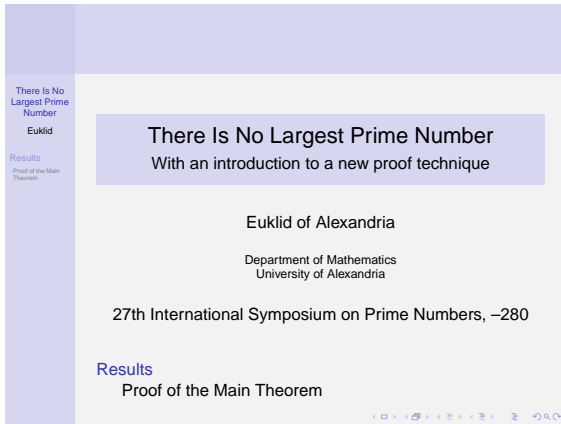 There Is No
Largest Prime
Number
Euklid
Results
Proof of the Main
Theorem
There Is No Largest Prime Number
With an introduction to a new proof technique
Euklid of Alexandria
Department of Mathematics
University of Alexandria
27th International Symposium on Prime Numbers, –280
Results
Proof of the Main Theorem